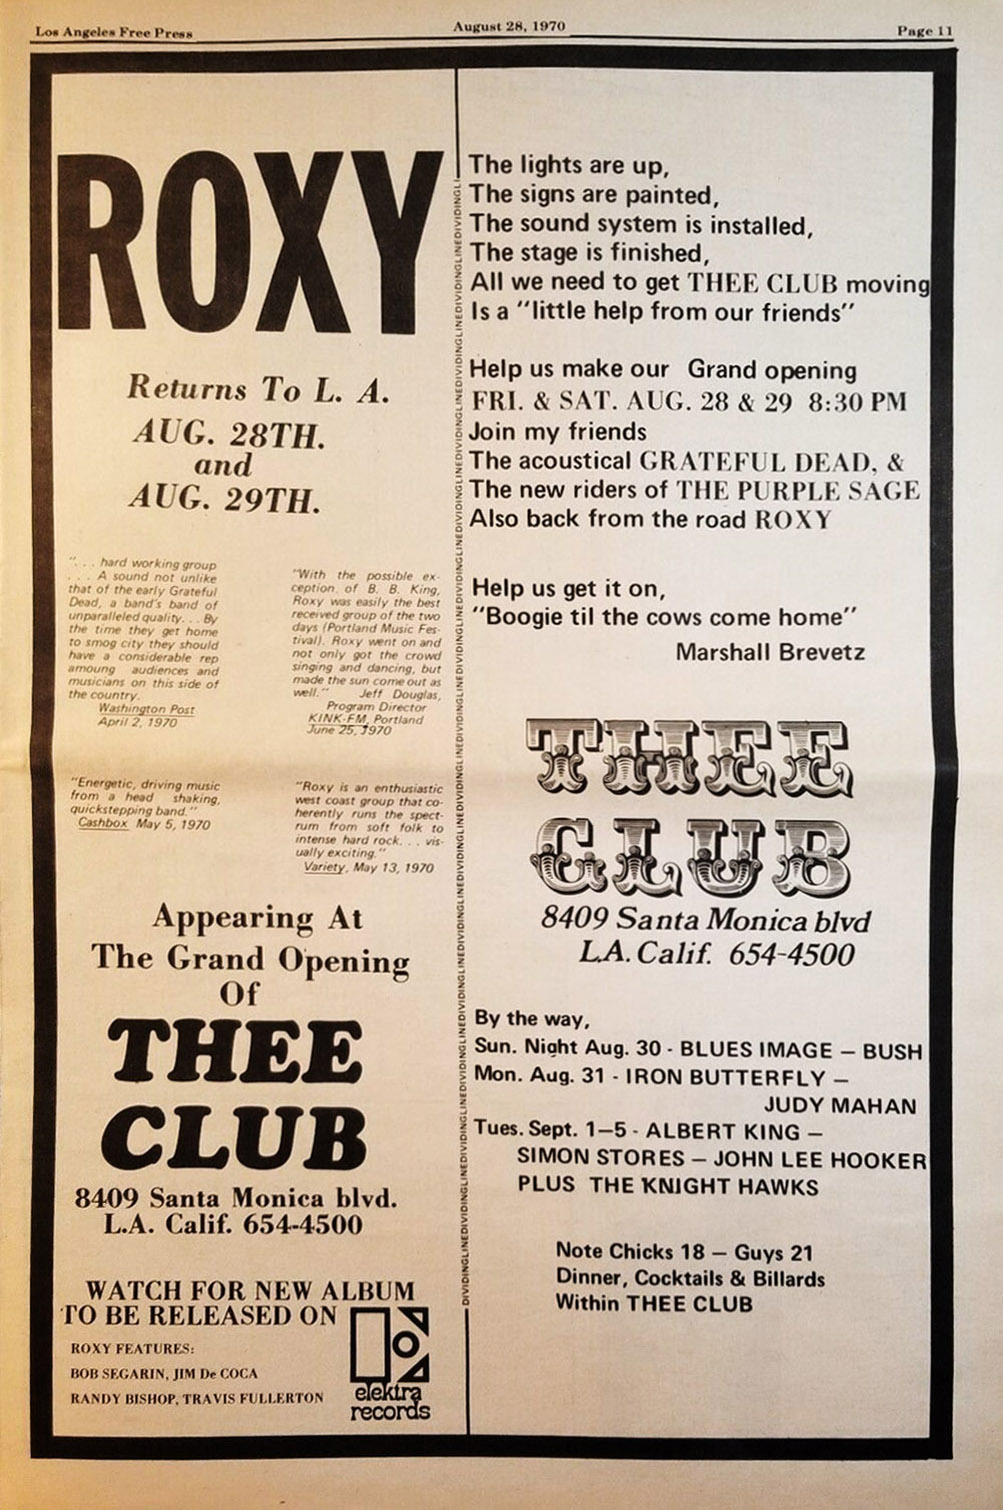 Los Angeles Free Press
August 28, 1970
Page 11
ROXY
Returns To L. A.
AUG. 28TH.
and
AUG. 29TH.
". . . hard working group
. . . A sound not unlike
that of the early Grateful
Dead, a band's band of
unparalleled quality. . . By
the time they get home
to smog city they should
have a considerable rep
amoung audiences and
musicians on this side of
the country.
Washington Post
April 2, 1970
"With the possible ex-
ception of B. B. King,
Roxy was easily the best
received group of the two
days (Portland Music Fes-
tival). Roxy went on and
not only got the crowd
singing and dancing, but
made the sun come out as
well." Jeff Douglas,
Program Director
KINK-FM, Portland
June 25, 1970
"Energetic, driving music
from a head shaking,
quickstepping band."
Cashbox May 5, 1970
"Roxy is an enthusiastic
west coast group that co-
herently runs the spect-
rum from soft folk to
intense hard rock. . . vis-
ually exciting."
Variety, May 13, 1970
Appearing At
The Grand Opening
Of
THEE
CLUB
8409 Santa Monica blvd.
L.A. Calif. 654-4500
WATCH FOR NEW ALBUM
TO BE RELEASED ON
ROXY FEATURES:
BOB SEGARIN, JIM De COCA
RANDY BISHOP, TRAVIS FULLERTON
elektra
records
DIVIDINGLINEDIVIDINGLINEDIVIDINGLINEDIVIDINGLINEDIVIDINGLINEDIVIDINGLINEDIVIDINGLINEDIVIDINGLINEDIVIDINGLINEDIVIDINGLINEDIVIDINGLINEDIVIDINGLINEDIVIDINGLI
The lights are up,
The signs are painted,
The sound system is installed,
The stage is finished,
All we need to get THEE CLUB moving
Is a "little help from our friends"
Help us make our Grand opening
FRI. & SAT. AUG. 28 & 29 8:30 PM
Join my friends
The acoustical GRATEFUL DEAD, &
The new riders of THE PURPLE SAGE
Also back from the road ROXY
Help us get it on,
"Boogie til the cows come home"
Marshall Brevetz
THEE
CLUB
8409 Santa Monica blvd
L.A. Calif. 654-4500
By the way,
Sun. Night Aug. 30 - BLUES IMAGE — BUSH
Mon. Aug. 31 - IRON BUTTERFLY —
JUDY MAHAN
Tues. Sept. 1—5 - ALBERT KING —
SIMON STORES — JOHN LEE HOOKER
PLUS THE KNIGHT HAWKS
Note Chicks 18 — Guys 21
Dinner, Cocktails & Billards
Within THEE CLUB